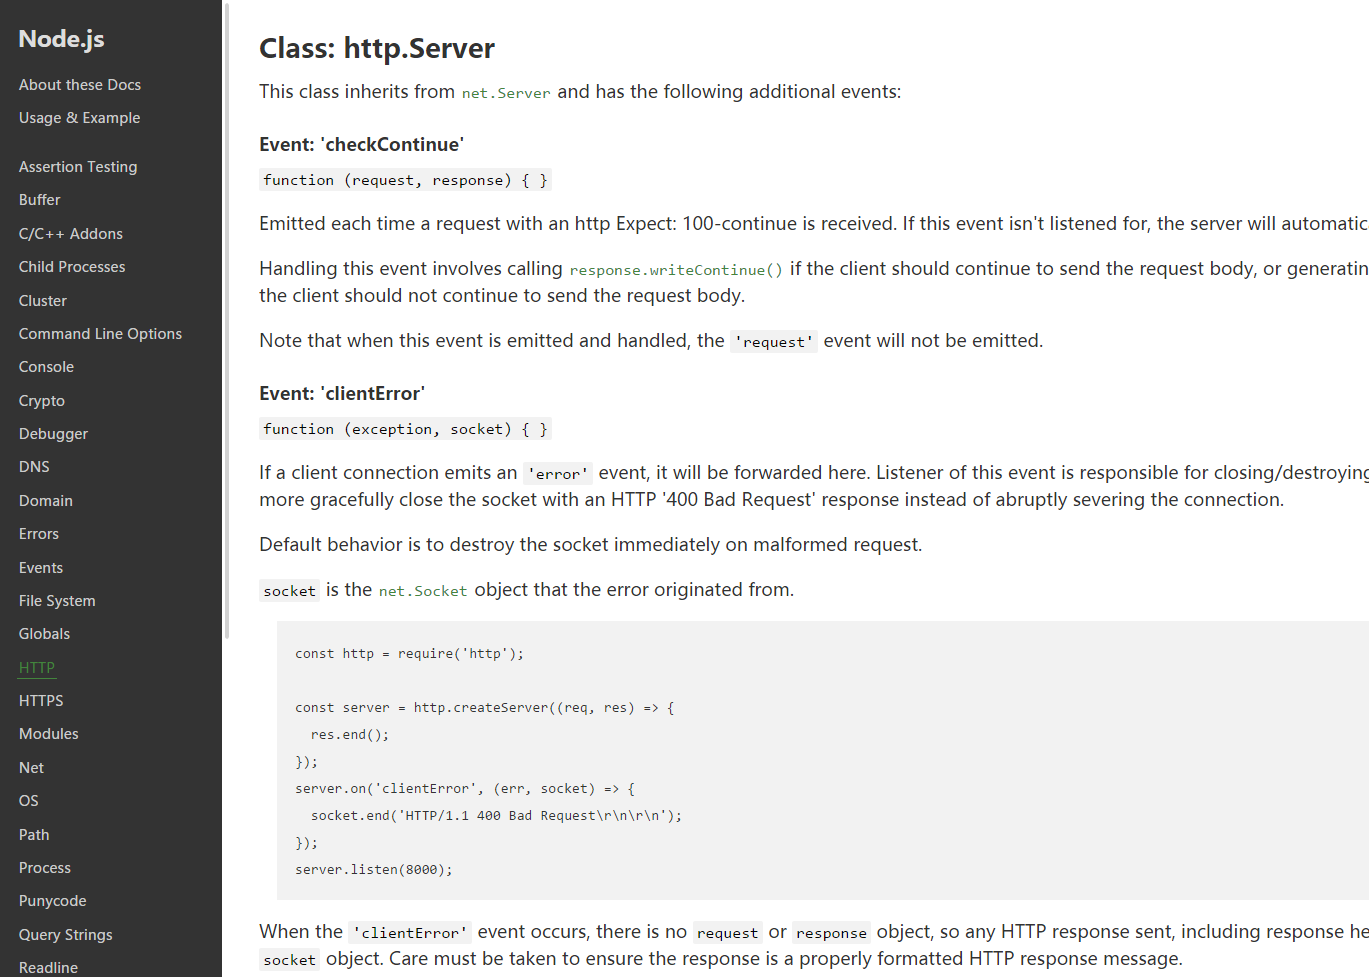 Node.js
About these Docs
Usage & Example
Assertion Testing
Buffer
C/C++ Addons
Child Processes
Cluster
Command Line Options
Console
Crypto
Debugger
DNS
Domain
Errors
Events
File System
Globals
HTTP
HTTPS
Modules
Net
OS
Path
Process
Punycode
Query Strings
Readline
Class: http.Server
This class inherits from net.Server and has the following additional events:
Event: 'checkContinue'
function (request, response) { }
Emitted each time a request with an http Expect: 100-continue is received. If this event isn't listened for, the server will
Handling this event involves calling response.writeContinue() if the client should continue to send the request body, or
the client should not continue to send the request body.
Note that when this event is emitted and handled, the 'request' event will not be emitted.
Event: 'clientError'
function (exception, socket) { }
If a client connection emits an 'error' event, it will be forwarded here. Listener of this event is responsible for closing/destroying
more gracefully close the socket with an HTTP '400 Bad Request' response instead of abruptly severing the connection.
Default behavior is to destroy the socket immediately on malformed request.
socket is the net.Socket object that the error originated from.
const http = require('http');
const server = http.createServer((req, res) => {
  res.end();
});
server.on('clientError', (err, socket) => {
  socket.end('HTTP/1.1 400 Bad Request\r\n\r\n');
});
server.listen(8000);
When the 'clientError' event occurs, there is no request or response object, so any HTTP response sent, including response
socket object. Care must be taken to ensure the response is a properly formatted HTTP response message.